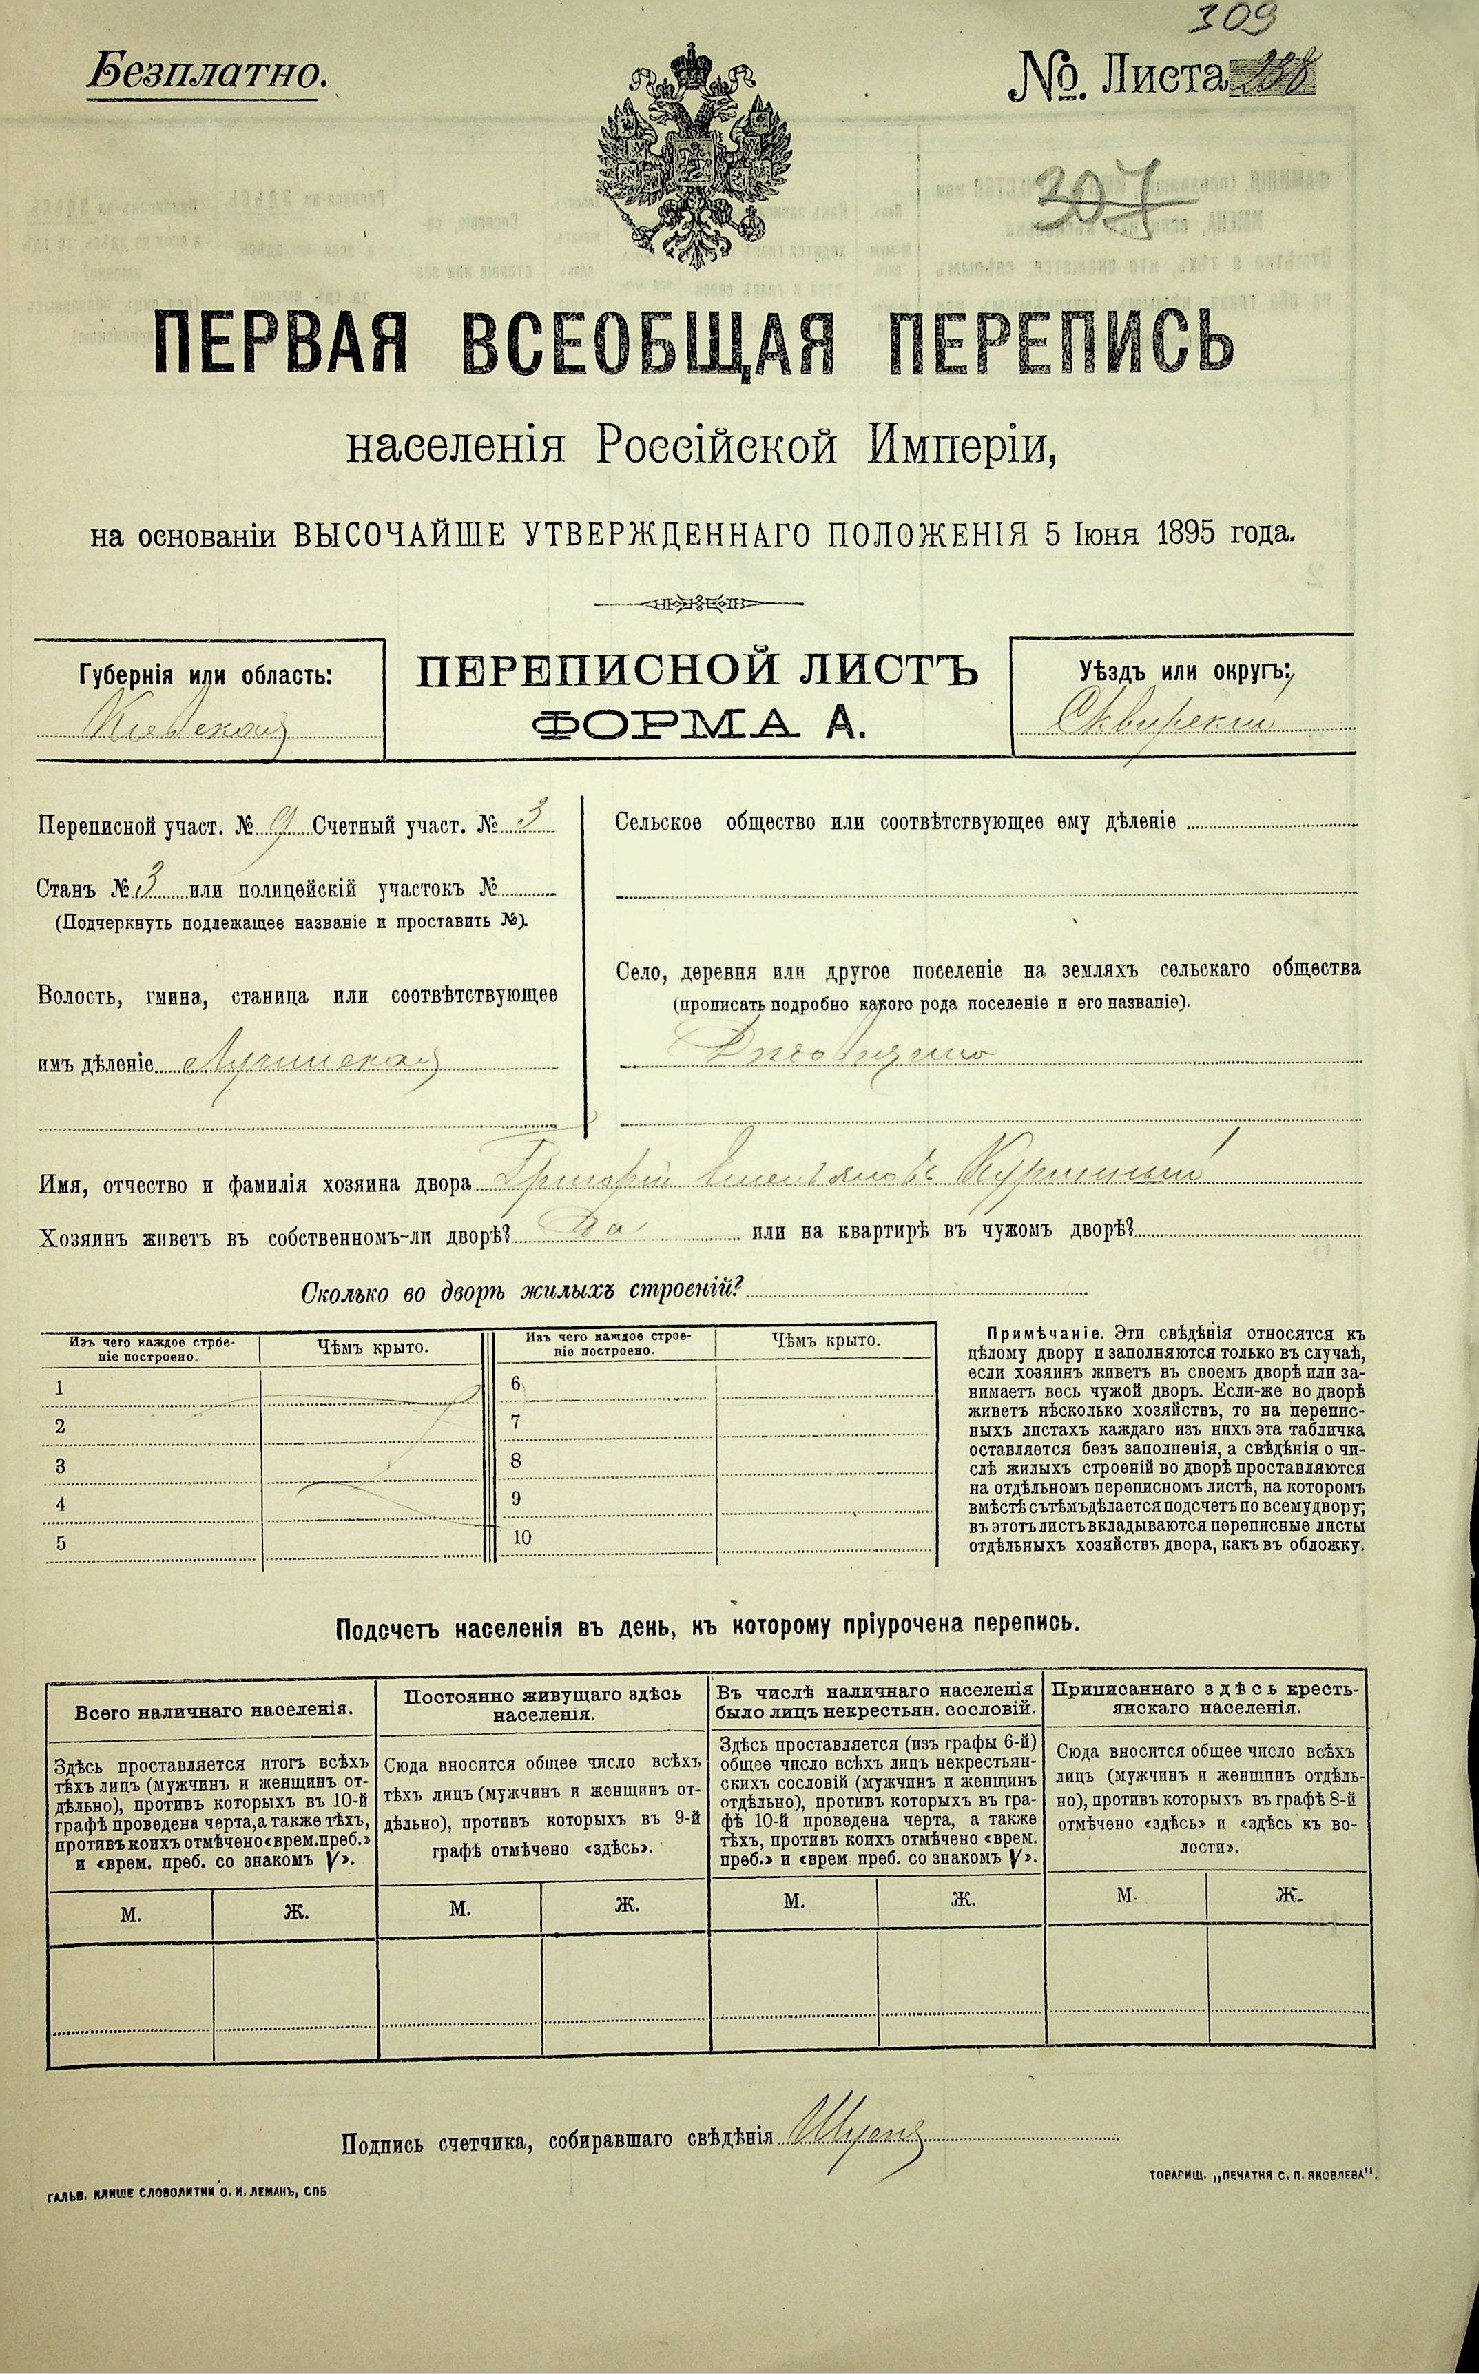 309
Безплатно.
№. Листа 238
307
ПЕРВАЯ ВСЕОБЩАЯ ПЕРЕПИСЬ
населенія Россійской Имперіи,
на основаніи ВЫСОЧАЙШЕ УТВЕРЖДЕННАГО ПОЛОЖЕНІЯ 5 Іюня 1895 года.
Губернія или область:
Кіевская
ПЕРЕПИСНОЙ ЛИСТЪ
ФОРМА А.
Уѣздъ или округъ:
Сквирскій
Переписной участ. № 9 Счетный участ. № 3
Станъ № 3 или полицейскій участокъ №
(Подчеркнуть подлежащее названіе и проставить №).
Волость, гмина, станица или соотвѣтствующее
имъ дѣленіе Лучинская
Сельское общество или соотвѣтствующее ему дѣленіе
Село, деревня или другое поселеніе на земляхъ сельскаго общества
(прописать подробно какого рода поселеніе и его названіе).
Имя, отчество и фамилія хозяина двора Григорій Емельяновъ
Хозяинъ живетъ въ собственномъ-ли дворѣ? Да или на квартирѣ въ чужомъ дворѣ?
Сколько во дворѣ жилыхъ строеній?
Изъ чего каждое строе-
ніе построено.
Чѣмъ крыто.
1
2
3
4
5
Изъ чего каждое строе-
ніе построено.
Чѣмъ крыто.
6
7
8
9
10
Примѣчаніе. Эти свѣдѣнія относятся къ
цѣлому двору и заполняются только въ случаѣ,
если хозяинъ живетъ въ своемъ дворѣ или за-
нимаетъ весь чужой дворъ. Если-же во дворѣ
живетъ нѣсколько хозяйствъ, то на перепис-
ныхъ листахъ каждаго изъ нихъ эта табличка
оставляется безъ заполненія, а свѣдѣнія о чи-
слѣ жилыхъ строеній во дворѣ проставляются
на отдѣльномъ переписномъ листѣ, на которомъ
вмѣстѣ съ тѣмъ дѣлается подсчетъ по всему двору;
въ этотъ листъ вкладываются переписные листы
отдѣльныхъ хозяйствъ двора, какъ въ обложку.
Подсчетъ населенія въ день, къ которому пріурочена перепись.
Всего наличнаго населенія.
Здѣсь проставляется итогъ всѣхъ
тѣхъ лицъ (мужчинъ и женщинъ от-
дѣльно), противъ которыхъ въ 10-й
графѣ проведена черта, а также тѣхъ,
противъ коихъ отмѣчено «врем. преб.»
и «врем. преб. со знакомъ V».
М. Ж.
Постоянно живущаго здѣсь
населенія.
Сюда вносится общее число всѣхъ
тѣхъ лицъ (мужчинъ и женщинъ от-
дѣльно), противъ которыхъ въ 9-й
графѣ отмѣчено «здѣсь».
М. Ж.
Въ числѣ наличнаго населенія
было лицъ некрестьян. сословій.
Здѣсь проставляется (изъ графы 6-й)
общее число всѣхъ лицъ некрестьян-
скихъ сословій (мужчинъ и женщинъ
отдѣльно), противъ которыхъ въ гра-
фѣ 10-й проведена черта, а также
тѣхъ, противъ коихъ отмѣчено «врем.
преб.» и «врем преб. со знакомъ V».
М. Ж.
Приписаннаго здѣсь кресть-
янскаго населенія.
Сюда вносится общее число всѣхъ
лицъ (мужчинъ и женщинъ отдѣль-
но), противъ которыхъ въ графѣ 8-й
отмѣчено «здѣсь» и «здѣсь къ во-
лости».
М. Ж.
Подпись счетчика, собиравшаго свѣдѣнія
ГАЛЬВ. КЛИШЕ СЛОВОЛИТНИ О. И. ЛЕМАНЪ, СПБ
ТОВАРИЩ. „ПЕЧАТНЯ С. П. ЯКОВЛЕВА".